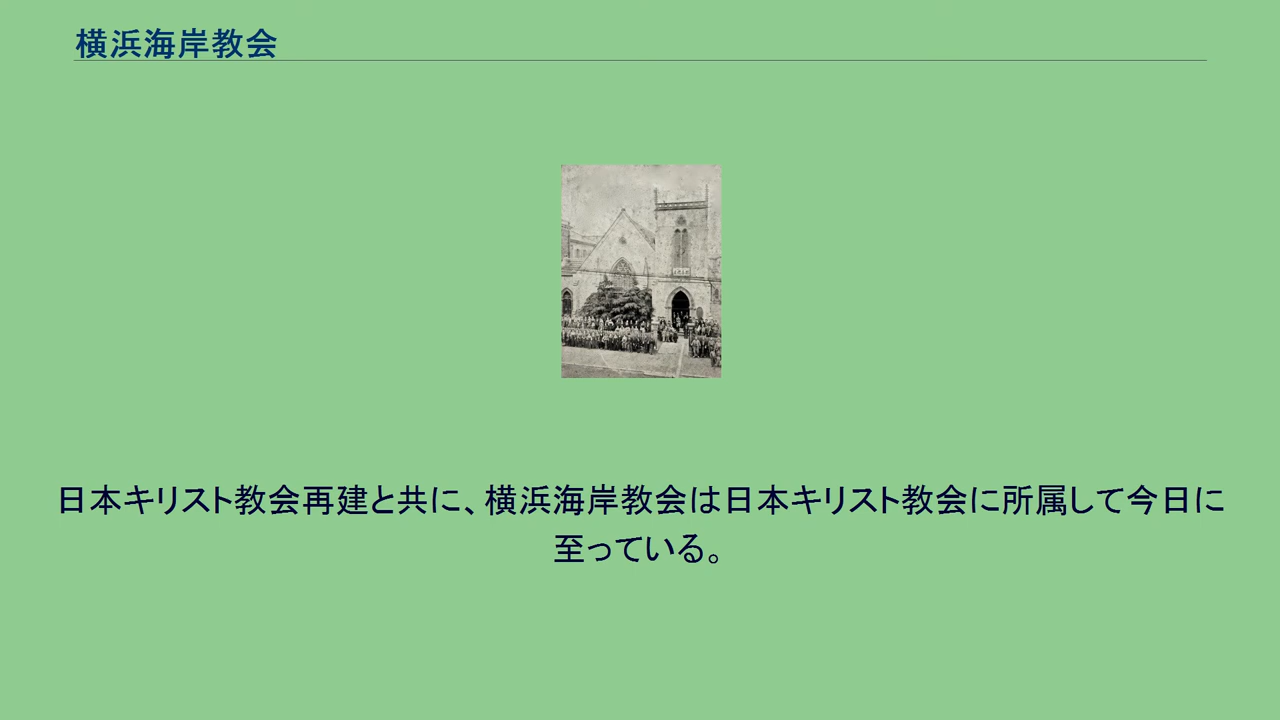 横浜海岸教会
日本キリスト教会再建と共に、横浜海岸教会は日本キリスト教会に所属して今日に
至っている。